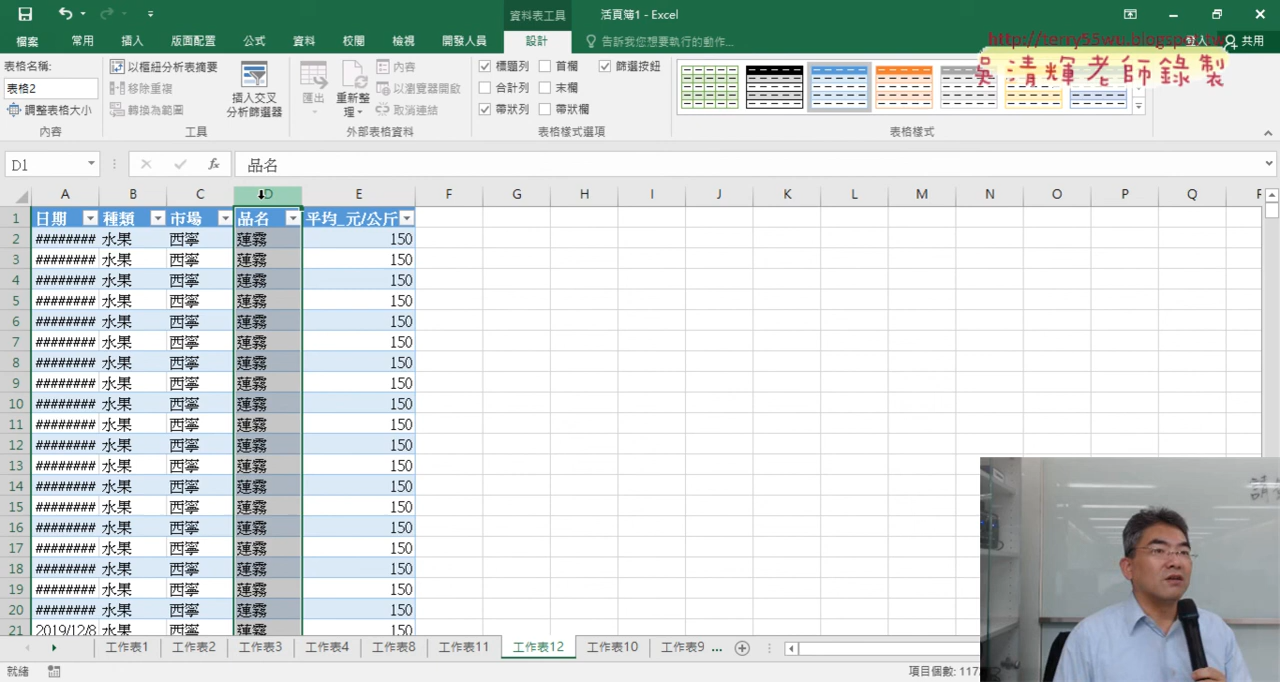 資料表工具
活頁簿1 - Excel
檔案 常用 插入 版面配置 公式 資料 校閱 檢視 開發人員 設計 告訴我您想要執行的動作... 共用
http://terry55wu.blogspot.tw
吳清輝老師錄製
表格名稱:
表格2
調整表格大小
內容
以樞紐分析表摘要
移除重複
轉換為範圍
插入交叉
分析篩選器
工具
匯出
重新整
理
內容
以瀏覽器開啟
取消連結
外部表格資料
標題列 首欄 篩選按鈕
合計列 末欄
帶狀列 帶狀欄
表格樣式選項
表格樣式
D1 fx 品名
A B C D E F G H I J K L M N O P Q
1 日期 種類 市場 品名 平均_元/公斤
2 ######## 水果 西寧 蓮霧 150
3 ######## 水果 西寧 蓮霧 150
4 ######## 水果 西寧 蓮霧 150
5 ######## 水果 西寧 蓮霧 150
6 ######## 水果 西寧 蓮霧 150
7 ######## 水果 西寧 蓮霧 150
8 ######## 水果 西寧 蓮霧 150
9 ######## 水果 西寧 蓮霧 150
10 ######## 水果 西寧 蓮霧 150
11 ######## 水果 西寧 蓮霧 150
12 ######## 水果 西寧 蓮霧 150
13 ######## 水果 西寧 蓮霧 150
14 ######## 水果 西寧 蓮霧 150
15 ######## 水果 西寧 蓮霧 150
16 ######## 水果 西寧 蓮霧 150
17 ######## 水果 西寧 蓮霧 150
18 ######## 水果 西寧 蓮霧 150
19 ######## 水果 西寧 蓮霧 150
20 ######## 水果 西寧 蓮霧 150
21 2019/12/8 水果 西寧 蓮霧 150
工作表1 工作表2 工作表3 工作表4 工作表8 工作表11 工作表12 工作表10 工作表9 ...
就緒
項目個數: 117